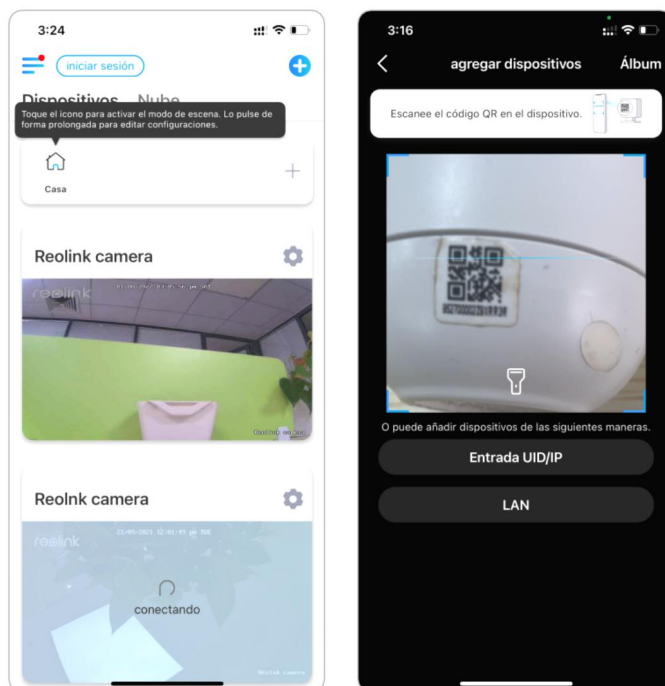 3:24
iniciar sesión
Dispositivos Nube
Toque el icono para activar el modo de escena. Lo pulse de
forma prolongada para editar configuraciones.
Casa
Reolink camera
reolink
Reolnk camera
reolink
conectando
Reolink camera
3:16
agregar dispositivos Álbum
Escanee el código QR en el dispositivo.
O puede añadir dispositivos de las siguientes maneras.
Entrada UID/IP
LAN